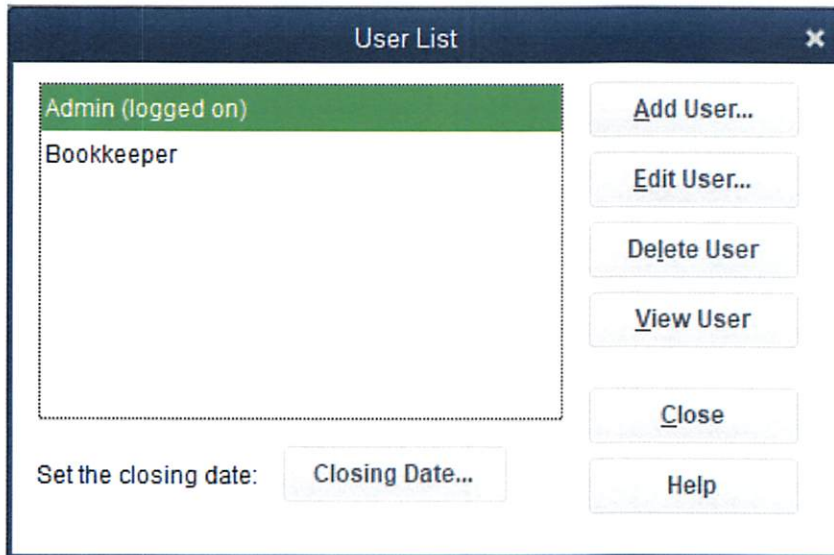 User List
Admin (logged on)
Bookkeeper
Add User...
Edit User...
Delete User
View User
Close
Help
Set the closing date:
Closing Date...